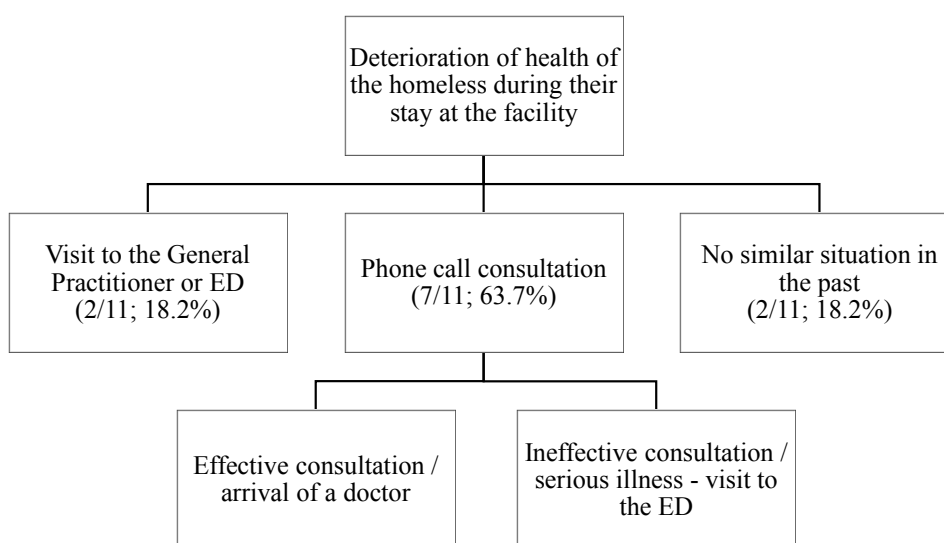 Deterioration of health of
the homeless during their
stay at the facility
Visit to the General
Practitioner or ED
(2/11; 18.2%)
Phone call consultation
(7/11; 63.7%)
No similar situation in
the past
(2/11; 18.2%)
Effective consultation /
arrival of a doctor
Ineffective consultation /
serious illness - visit to
the ED